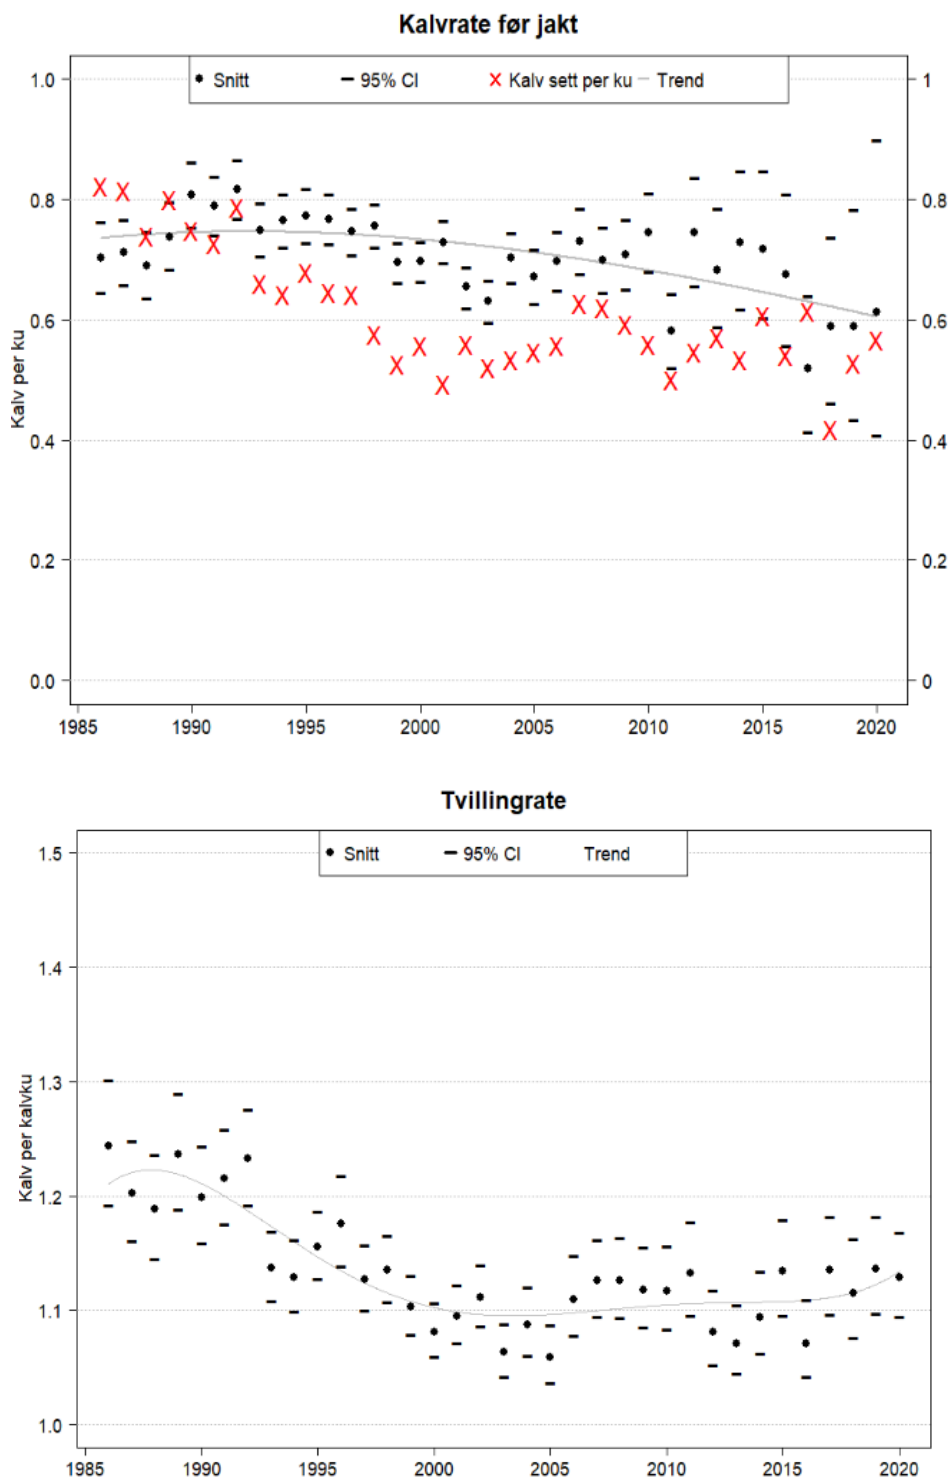 Kalvrate før jakt
Snitt 95% CI Kalv sett per ku Trend
1.0 1
0.8 0.8
0.6 0.6
0.4 0.4
0.2 0.2
0.0 0
Kalv per ku
1985 1990 1995 2000 2005 2010 2015 2020
Tvillingrate
Snitt 95% CI Trend
1.5
1.4
1.3
1.2
1.1
1.0
Kalv per kalvku
1985 1990 1995 2000 2005 2010 2015 2020